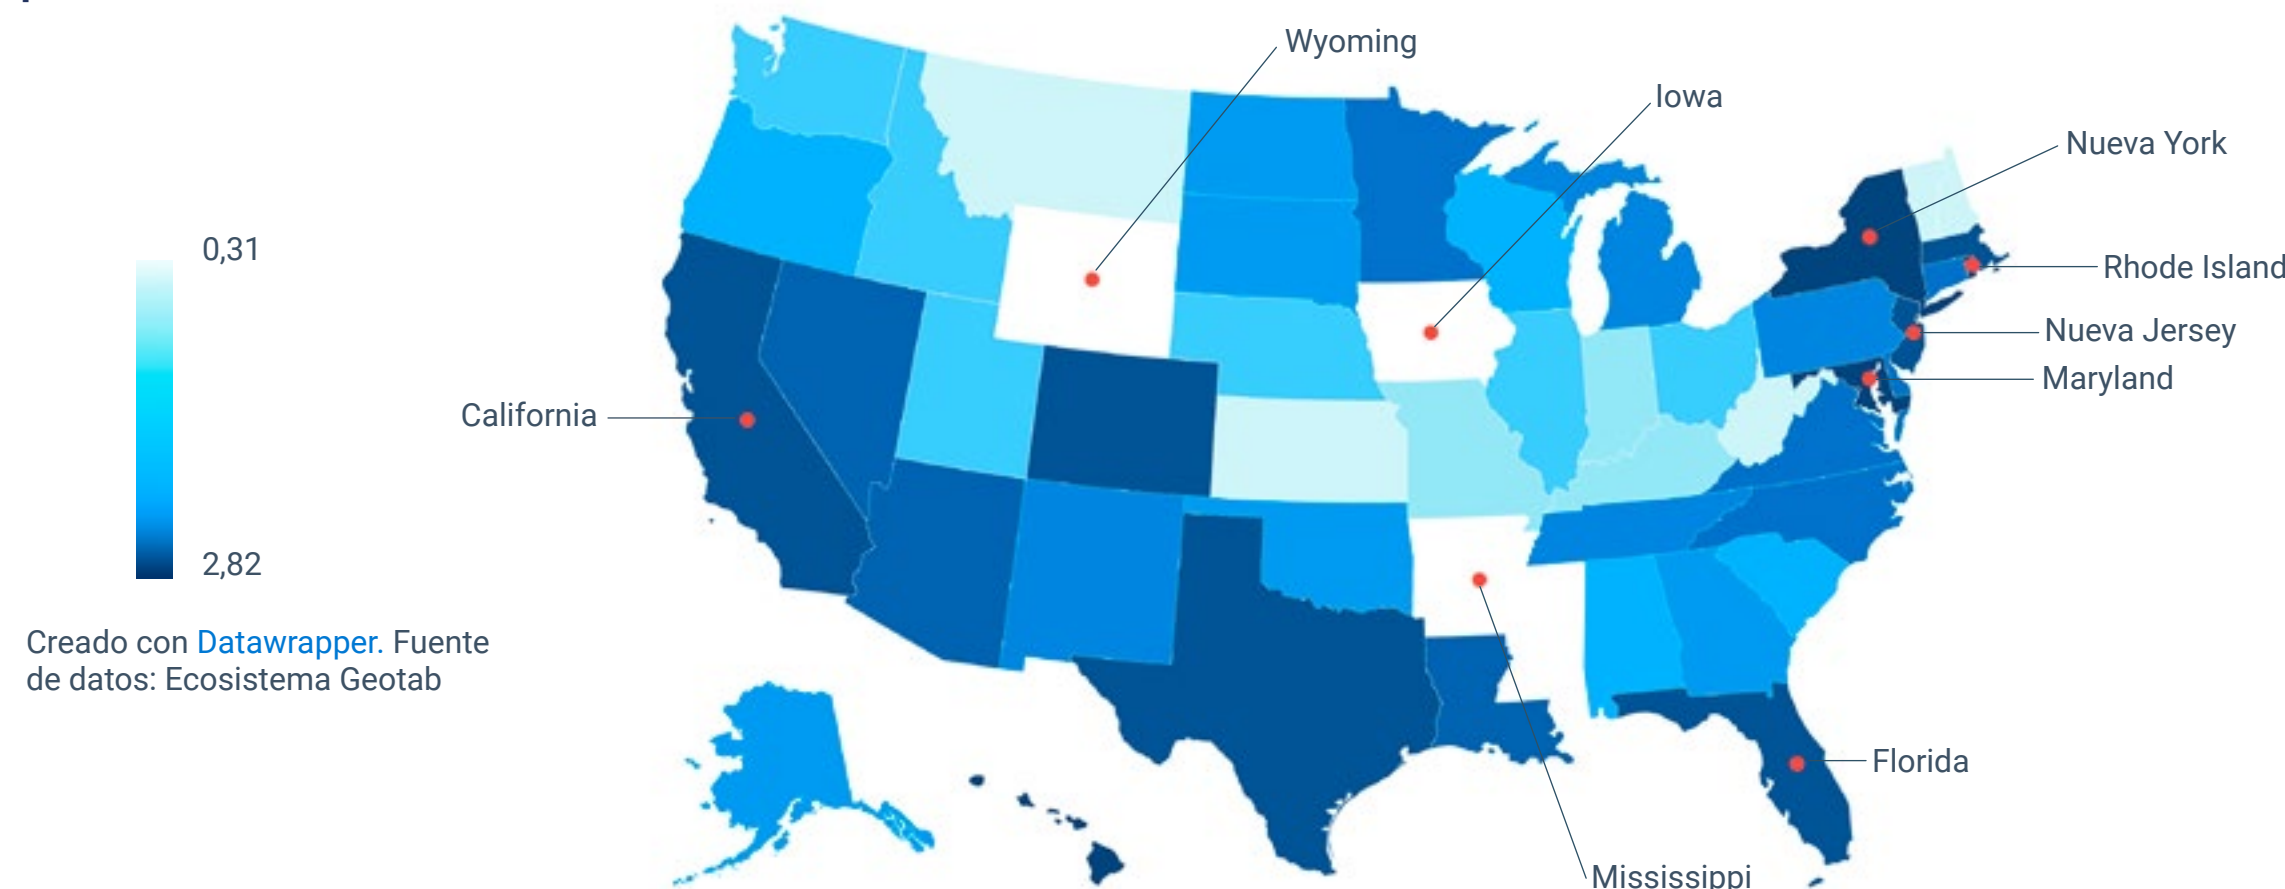 Wyoming
Iowa
Nueva York
0,31
Rhode Island
Nueva Jersey
Maryland
California
2,82
Creado con Datawrapper. Fuente
de datos: Ecosistema Geotab
Florida
Mississippi